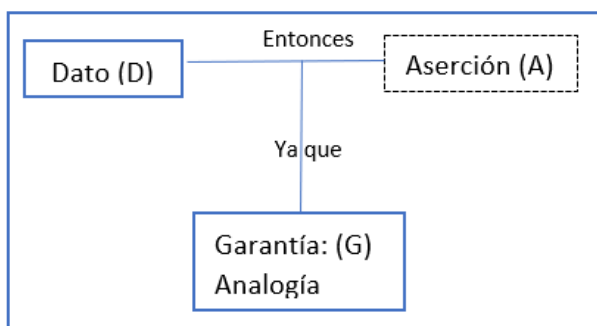 Entonces
Dato (D)
Aserción (A)
Ya que
Garantía: (G)
Analogía